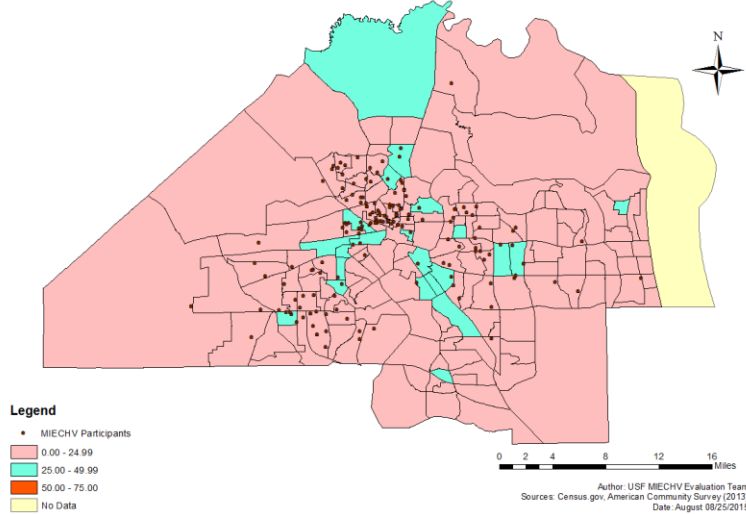 N
Legend
MIECHV Participants
0.00 - 24.99
25.00 - 49.99
50.00 - 75.00
No Data
0 2 4 8 12 16
Miles
Author: USF MIECHV Evaluation Team
Sources: Census.gov, American Community Survey (2013)
Date: August 08/25/2015